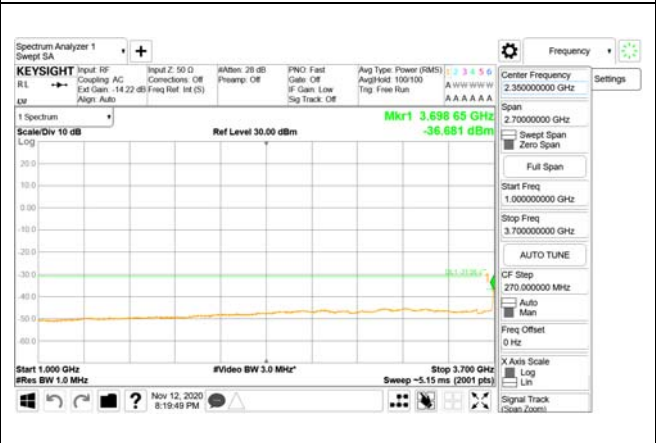 Spectrum Analyzer 1
Swept SA
+
Frequency
KEYSIGHT
RL
LXI
Input: RF
Coupling: AC
Ext Gain: -14.22 dB
Align: Auto
Input Z: 50 Ω
Corrections: Off
Freq Ref: Int (S)
#Atten: 28 dB
Preamp: Off
PNO: Fast
Gate: Off
IF Gain: Low
Sig Track: Off
Avg Type: Power (RMS)
Avg|Hold: 100/100
Trig: Free Run
1 2 3 4 5 6
A W W W W W
A A A A A A
1 Spectrum
Scale/Div 10 dB
Ref Level 30.00 dBm
Mkr1 3.698 65 GHz
-36.681 dBm
Log
20.0
10.0
0.00
-10.0
-20.0
-30.0
-40.0
-50.0
-60.0
1
Start 1.000 GHz
#Video BW 3.0 MHz*
Stop 3.700 GHz
#Res BW 1.0 MHz
Sweep ~5.15 ms (2001 pts)
?
Nov 12, 2020
8:19:49 PM
Center Frequency
2.350000000 GHz
Settings
Span
2.70000000 GHz
Swept Span
Zero Span
Full Span
Start Freq
1.000000000 GHz
Stop Freq
3.700000000 GHz
AUTO TUNE
CF Step
270.000000 MHz
Auto
Man
Freq Offset
0 Hz
X Axis Scale
Log
Lin
Signal Track
(Span Zoom)